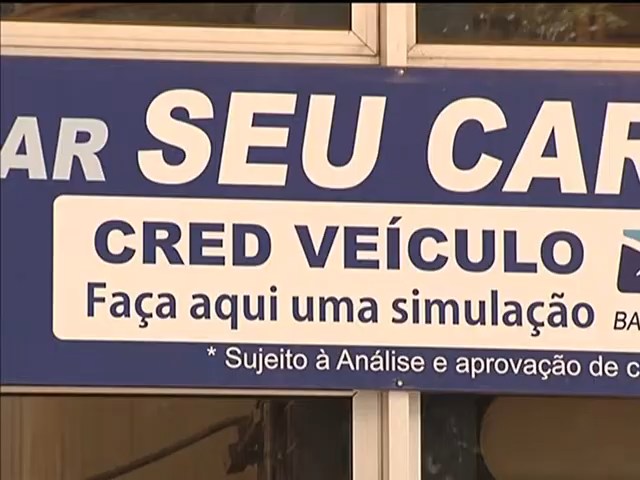 AR SEU CAR
CRED VEÍCULO
Faça aqui uma simulação
BA
* Sujeito à Análise e aprovação de c